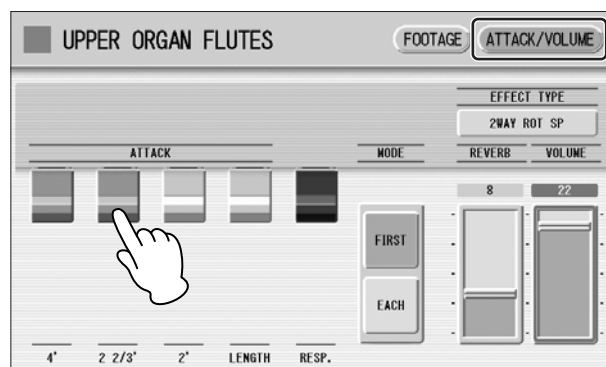 UPPER ORGAN FLUTES
FOOTAGE
ATTACK/VOLUME
EFFECT TYPE
2WAY ROT SP
ATTACK
MODE
REVERB
VOLUME
8
22
FIRST
EACH
4'
2 2/3'
2'
LENGTH
RESP.